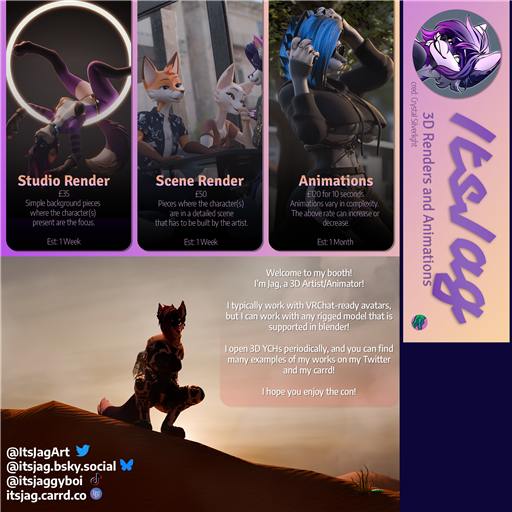 Studio Render
£35
Simple background pieces
where the character(s)
present are the focus.
Est: 1 Week
Scene Render
£50
Pieces where the character(s)
are in a detailed scene
that has to be built by the artist.
Est: 1 Week
Animations
£120 for 10 seconds
Animations vary in complexity.
The above rate can increase or
decrease.
Est: 1 Month
cred: Crystal Silverlight
ItsJag
3D Renders and Animations
Welcome to my booth!
I'm Jag, a 3D Artist/Animator!
I typically work with VRChat-ready avatars,
but I can work with any rigged model that is
supported in blender!
I open 3D YCHs periodically, and you can find
many examples of my works on my Twitter
and my carrd!
I hope you enjoy the con!
@ItsJagArt
@itsjag.bsky.social
@itsjaggyboi
itsjag.carrd.co